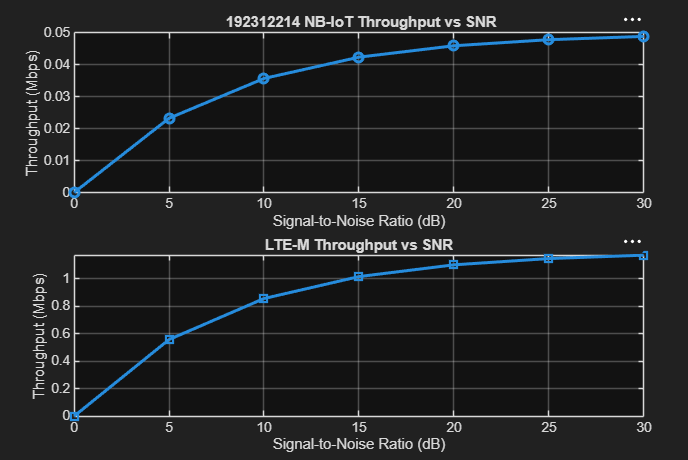 192312214 NB-IoT Throughput vs SNR
0.05
0.04
0.03
0.02
0.01
0
Throughput (Mbps)
0 5 10 15 20 25 30
Signal-to-Noise Ratio (dB)
LTE-M Throughput vs SNR
1
0.8
0.6
0.4
0.2
0
Throughput (Mbps)
0 5 10 15 20 25 30
Signal-to-Noise Ratio (dB)